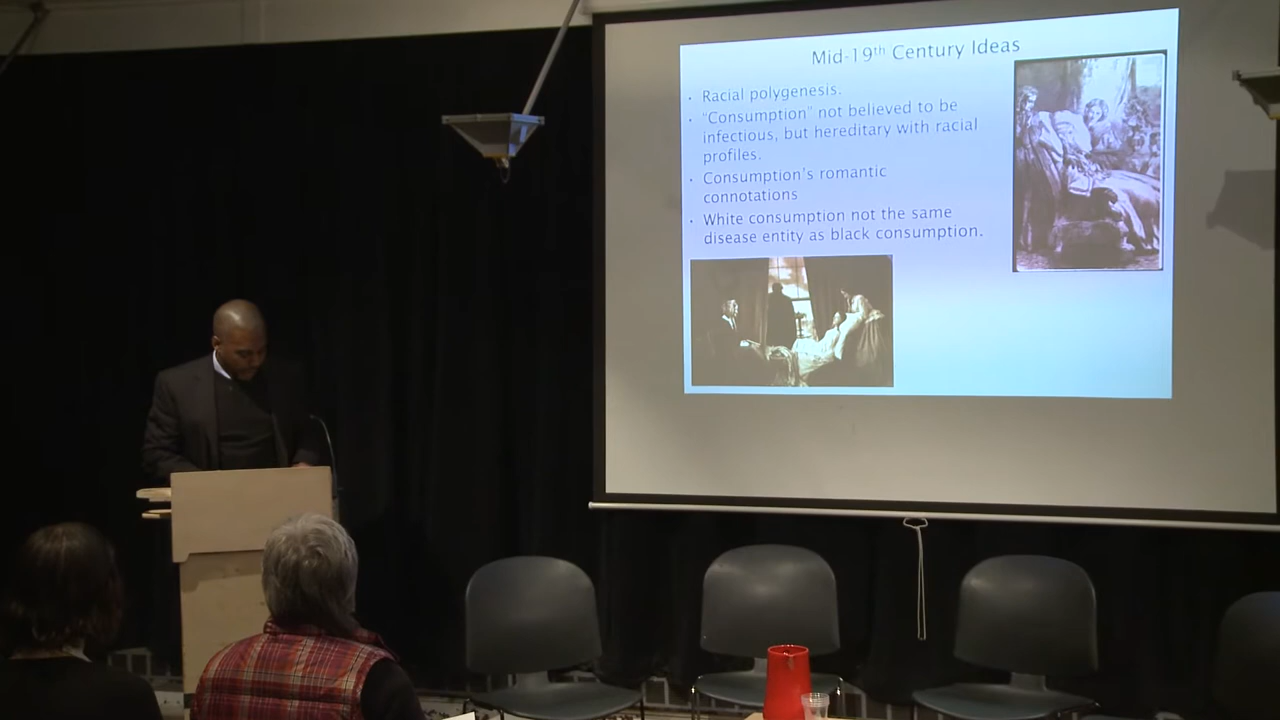 Mid-19th Century Ideas
• Racial polygenesis.
• "Consumption" not believed to be
infectious, but hereditary with racial
profiles.
• Consumption's romantic
connotations
• White consumption not the same
disease entity as black consumption.